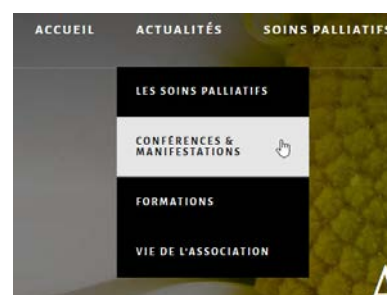 ACCUEIL ACTUALITÉS SOINS PALLIATIFS
LES SOINS PALLIATIFS
CONFÉRENCES &
MANIFESTATIONS
FORMATIONS
VIE DE L'ASSOCIATION